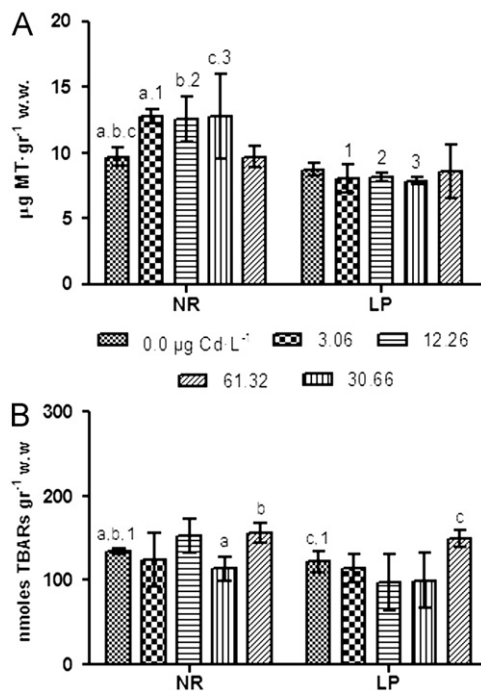 A
20
15
10
5
0
µg MT·gr⁻¹ w.w.
a.b.c
a.1
b.2
c.3
1
2
3
NR
LP
0.0 µg Cd·L⁻¹
3.06
12.26
61.32
30.66
B
300
200
100
0
nmoles TBARs gr⁻¹ w.w
a.b.1
a
b
c.1
c
NR
LP